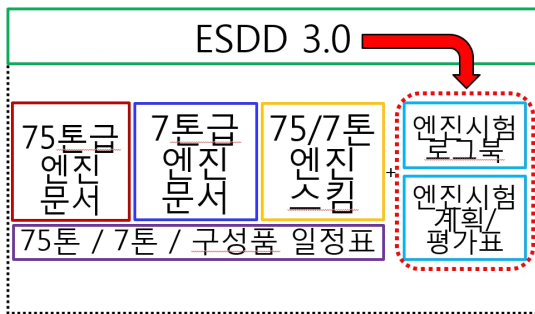 ESDD 3.0
75톤급
엔진
문서
7톤급
엔진
문서
75/7톤
엔진
스킴
+
엔진시험
로그북
엔진시험
계획/
평가표
75톤 / 7톤 / 구성품 일정표